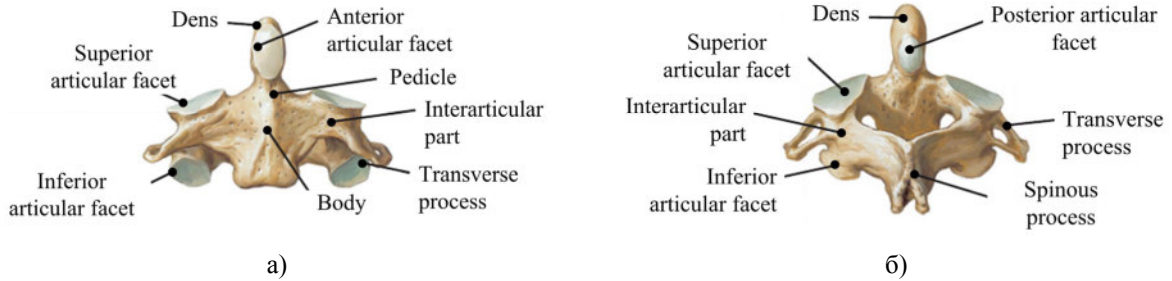 Dens
Anterior
articular facet
Superior
articular facet
Pedicle
Interarticular
part
Inferior
articular facet
Transverse
process
Body
а)
Dens
Posterior articular
facet
Superior
articular facet
Interarticular
part
Transverse
process
Inferior
articular facet
Spinous
process
б)